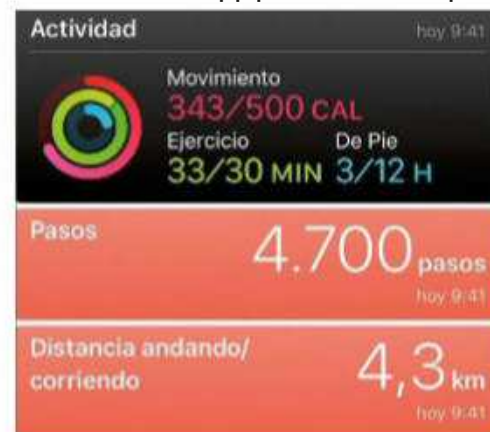 Actividad hoy 9:41
Movimiento
343/500 CAL
Ejercicio De Pie
33/30 MIN 3/12 H
Pasos
4.700 pasos
hoy 9:41
Distancia andando/
corriendo
4,3 km
hoy 9:41